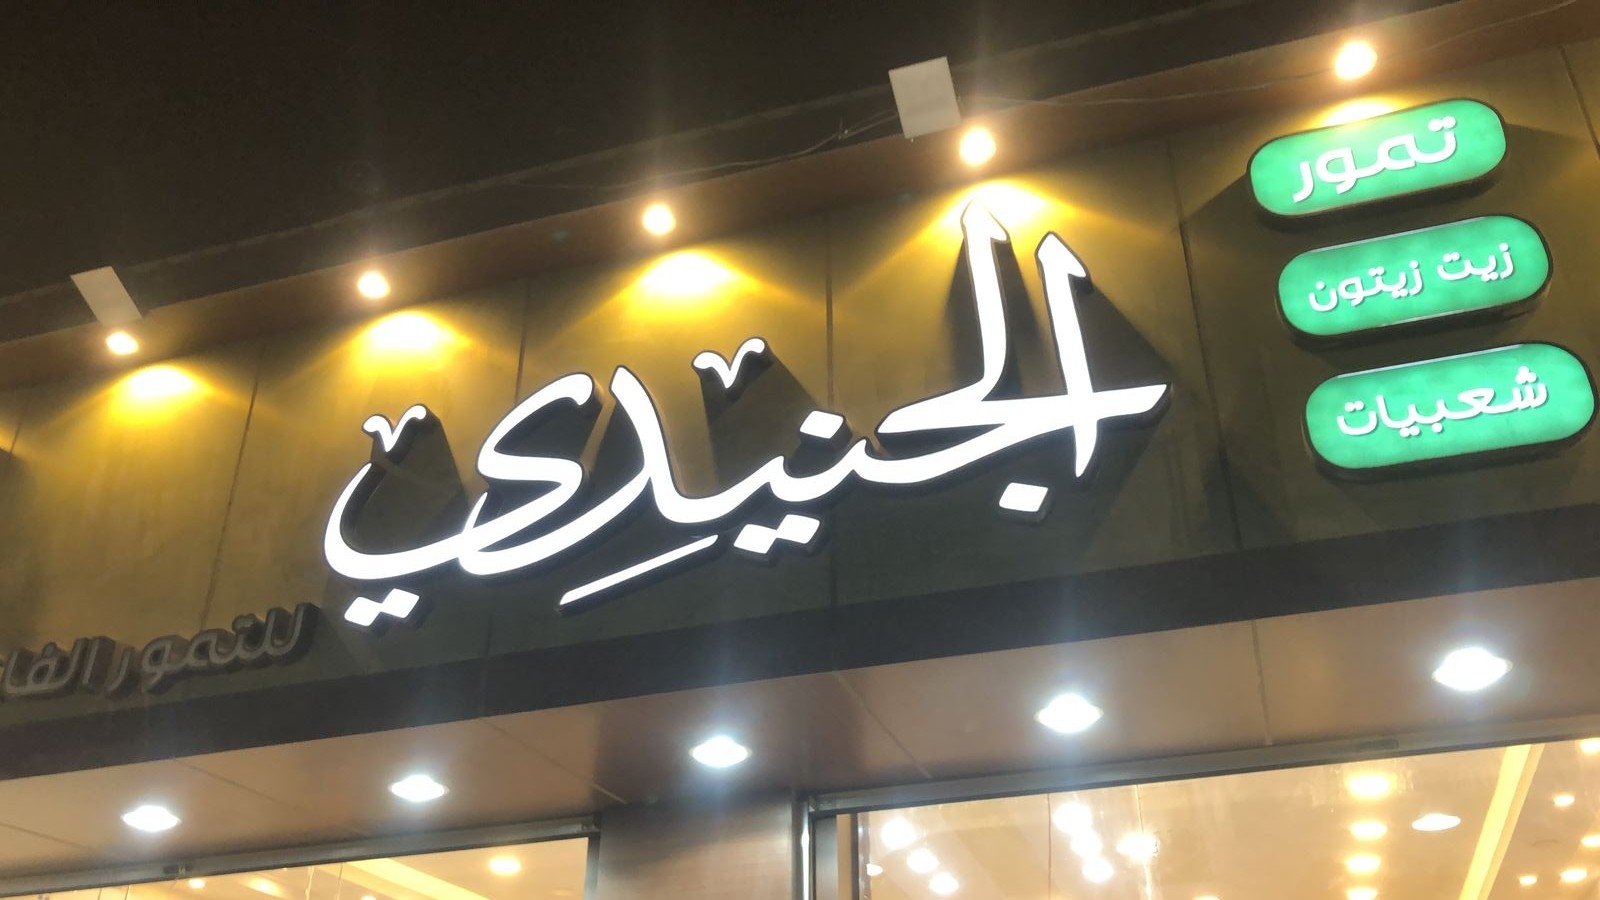 الجنيدي
للتمور
تمور
زيت زيتون
شعبيات